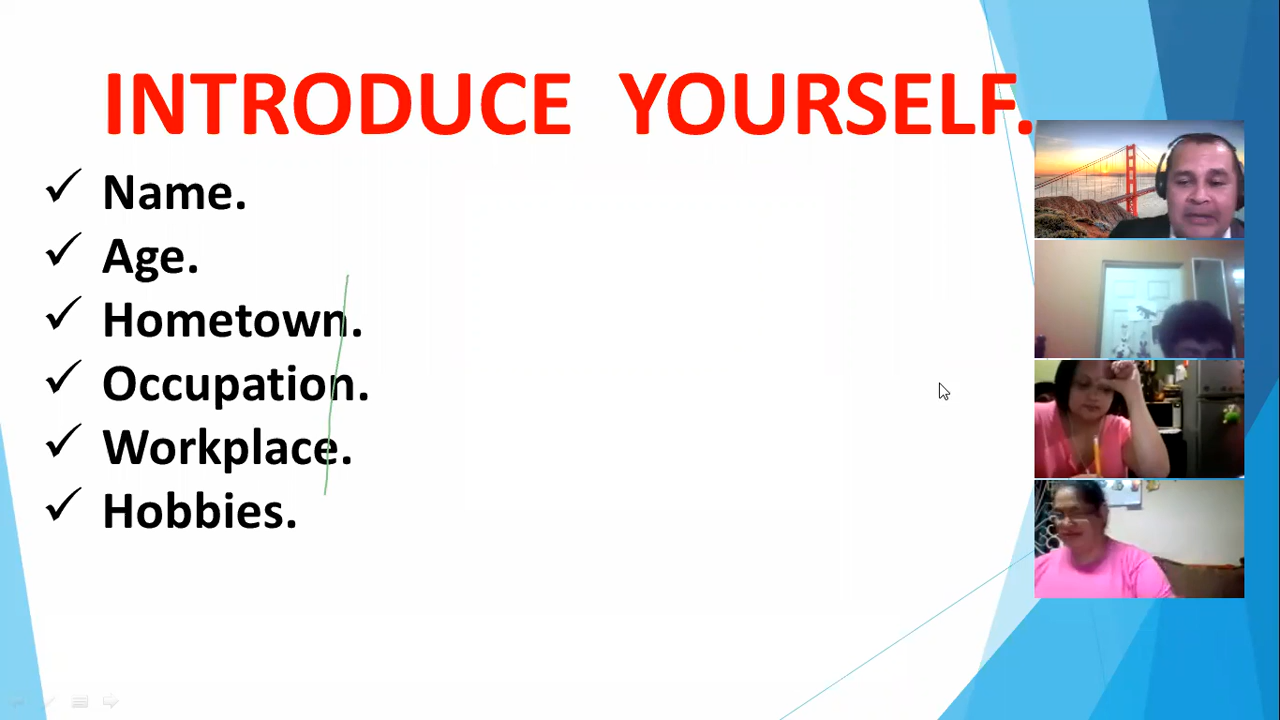 INTRODUCE YOURSELF.
Name.
Age.
Hometown.
Occupation.
Workplace.
Hobbies.